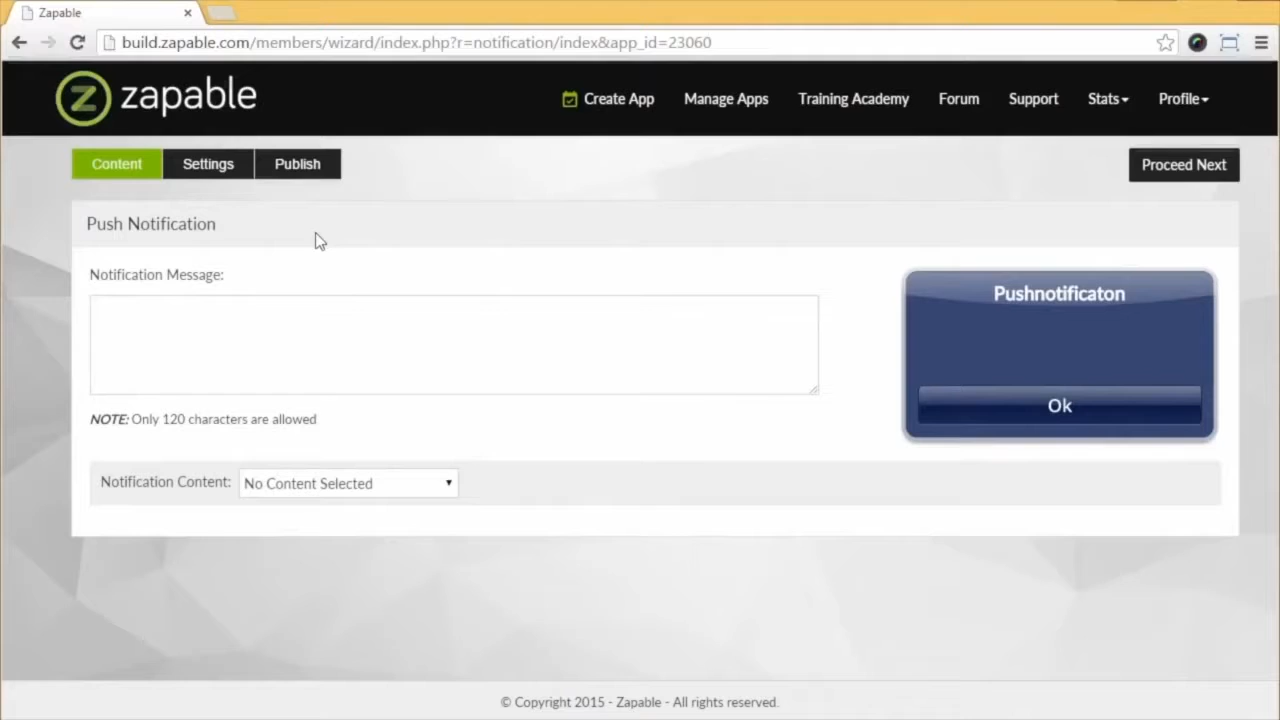 Zapable
build.zapable.com/members/wizard/index.php?r=notification/index&app_id=23060
zapable
Create App Manage Apps Training Academy Forum Support Stats Profile
Content Settings Publish
Proceed Next
Push Notification
Notification Message:
Pushnotificaton
Ok
NOTE: Only 120 characters are allowed
Notification Content: No Content Selected
© Copyright 2015 - Zapable - All rights reserved.